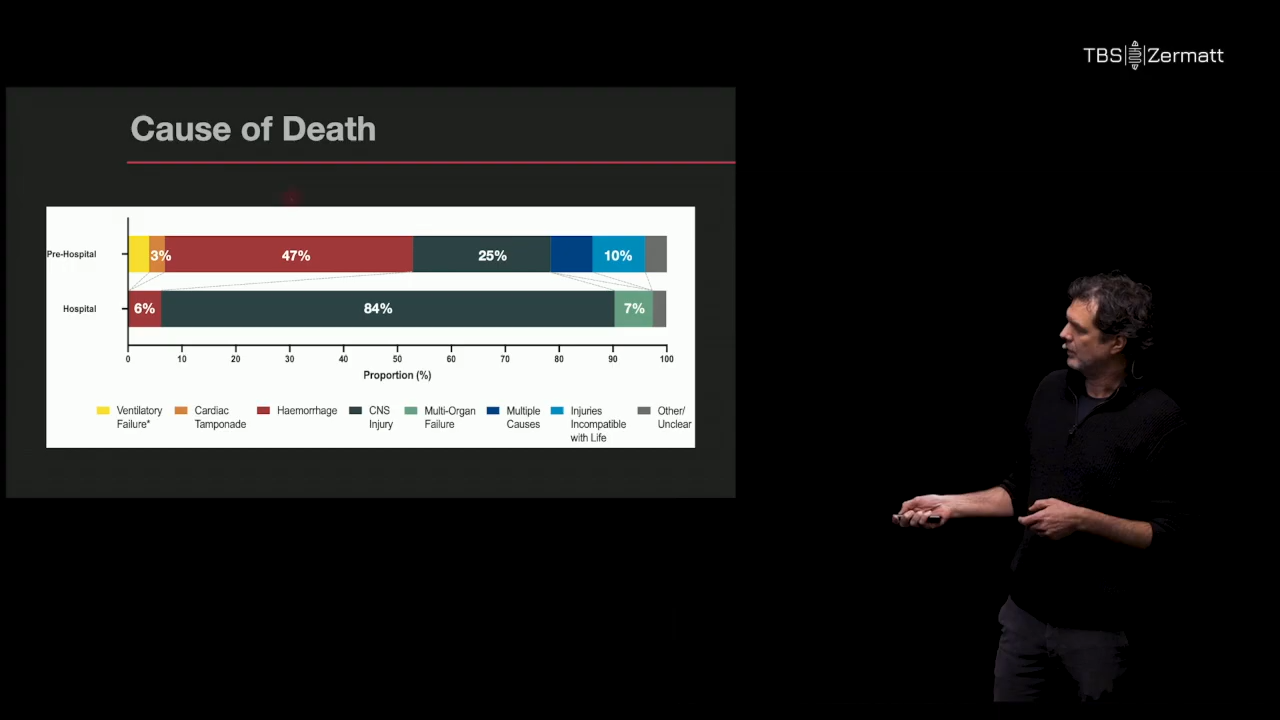 TBS Zermatt
Cause of Death
Pre-Hospital
3% 47% 25% 10%
Hospital
6% 84% 7%
0 10 20 30 40 50 60 70 80 90 100
Proportion (%)
Ventilatory Failure*
Cardiac Tamponade
Haemorrhage
CNS Injury
Multi-Organ Failure
Multiple Causes
Injuries Incompatible with Life
Other/ Unclear